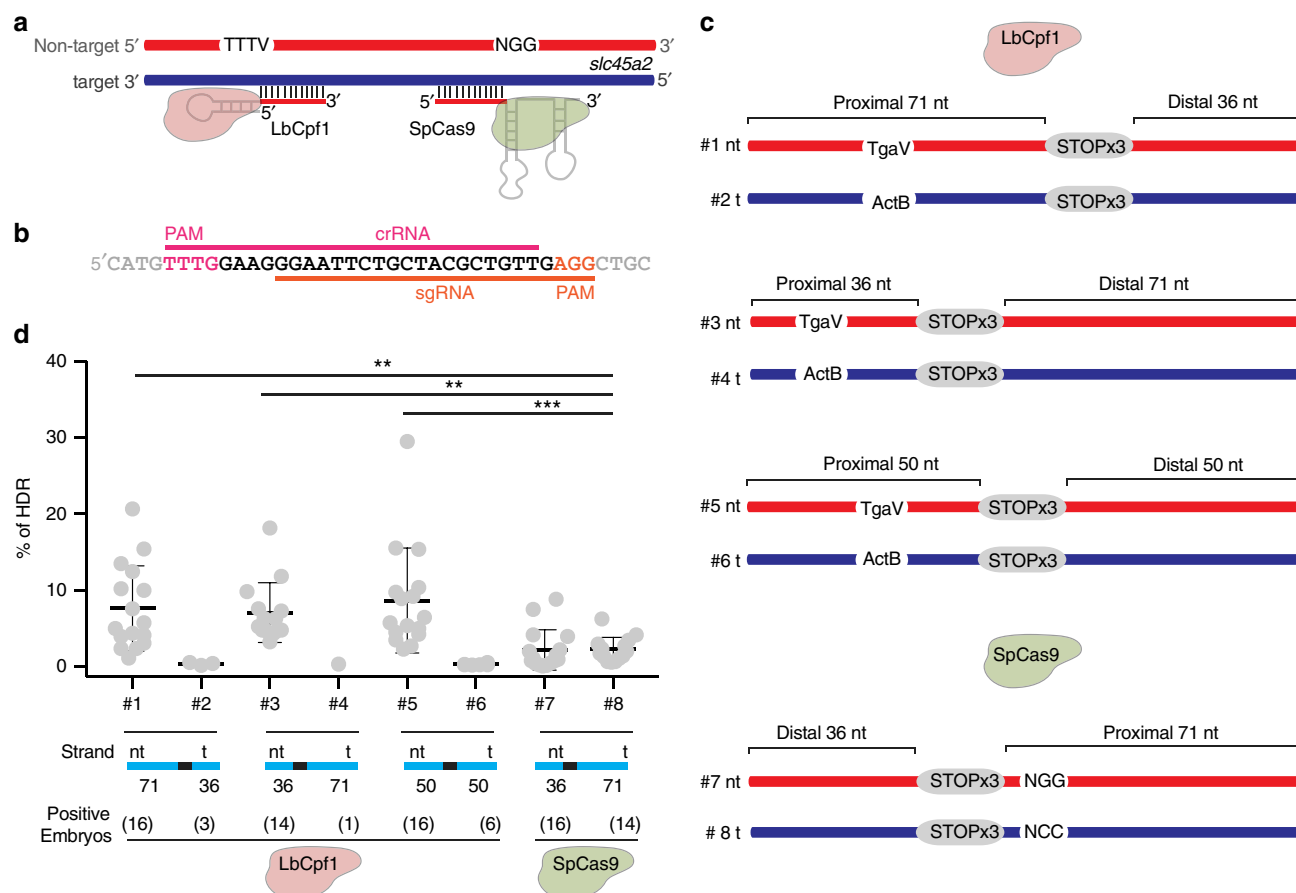 a
Non-target 5′ TTTV NGG 3′
slc45a2
target 3′ 5′
5′ 3′ 5′ 3′
LbCpf1 SpCas9
b
PAM crRNA
5′CATGTTTGGAAGGGAATTCTGCTACGCTGTTGAGGCTGC
sgRNA PAM
c
LbCpf1
Proximal 71 nt Distal 36 nt
#1 nt TgaV STOPx3
#2 t ActB STOPx3
Proximal 36 nt Distal 71 nt
#3 nt TgaV STOPx3
#4 t ActB STOPx3
Proximal 50 nt Distal 50 nt
#5 nt TgaV STOPx3
#6 t ActB STOPx3
SpCas9
Distal 36 nt Proximal 71 nt
#7 nt STOPx3 NGG
# 8 t STOPx3 NCC
d
% of HDR
40
30
20
10
0
**
**
***
#1 #2 #3 #4 #5 #6 #7 #8
Strand nt t nt t nt t nt t
71 36 36 71 50 50 36 71
Positive
Embryos (16) (3) (14) (1) (16) (6) (16) (14)
LbCpf1 SpCas9